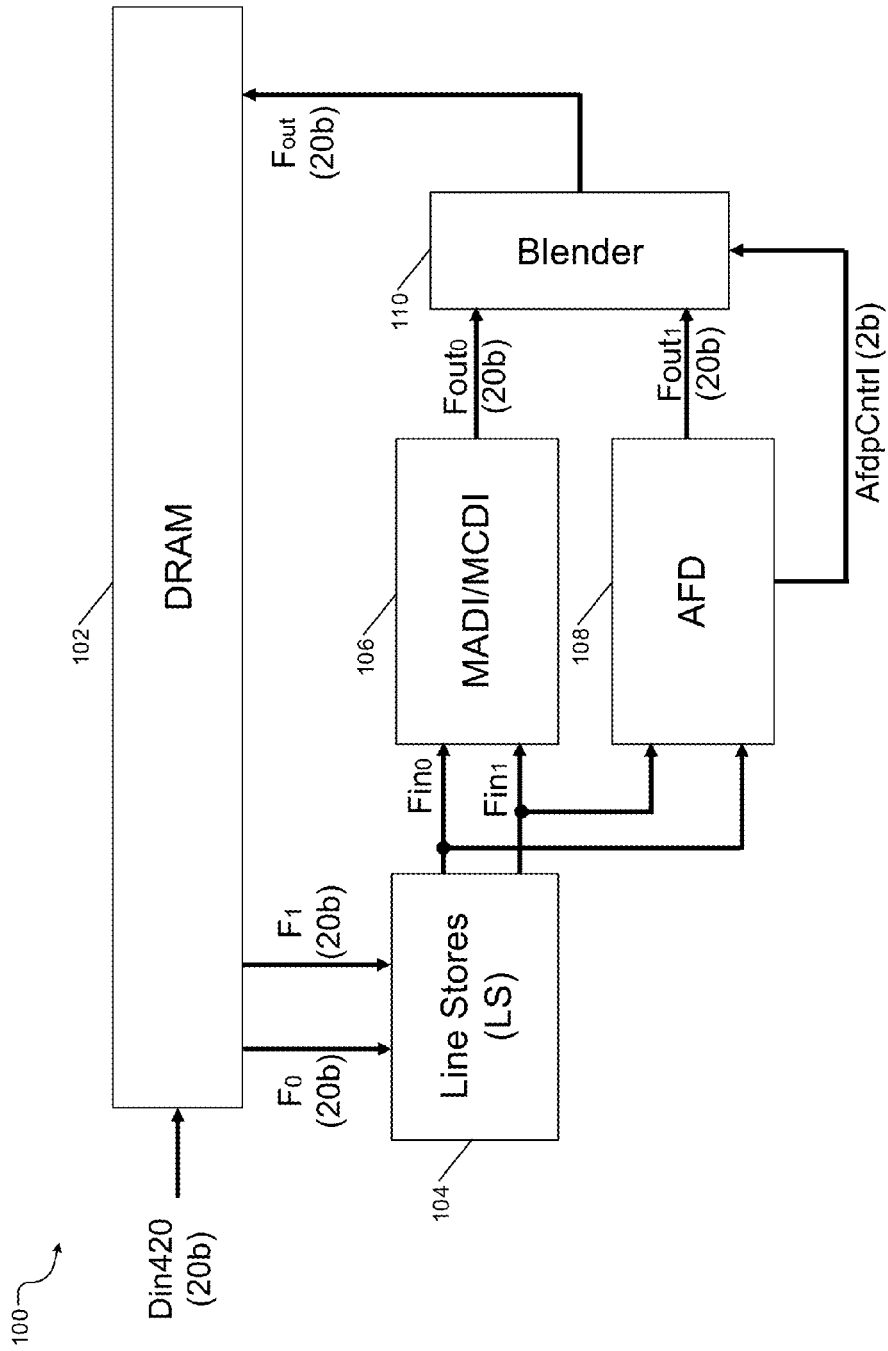 100
Din420
(20b)
102
DRAM
F0
(20b)
F1
(20b)
Fout
(20b)
104
Line Stores
(LS)
Fin0
Fin1
106
MADI/MCDI
Fout0
(20b)
108
AFD
Fout1
(20b)
110
Blender
AfdpCntrl (2b)